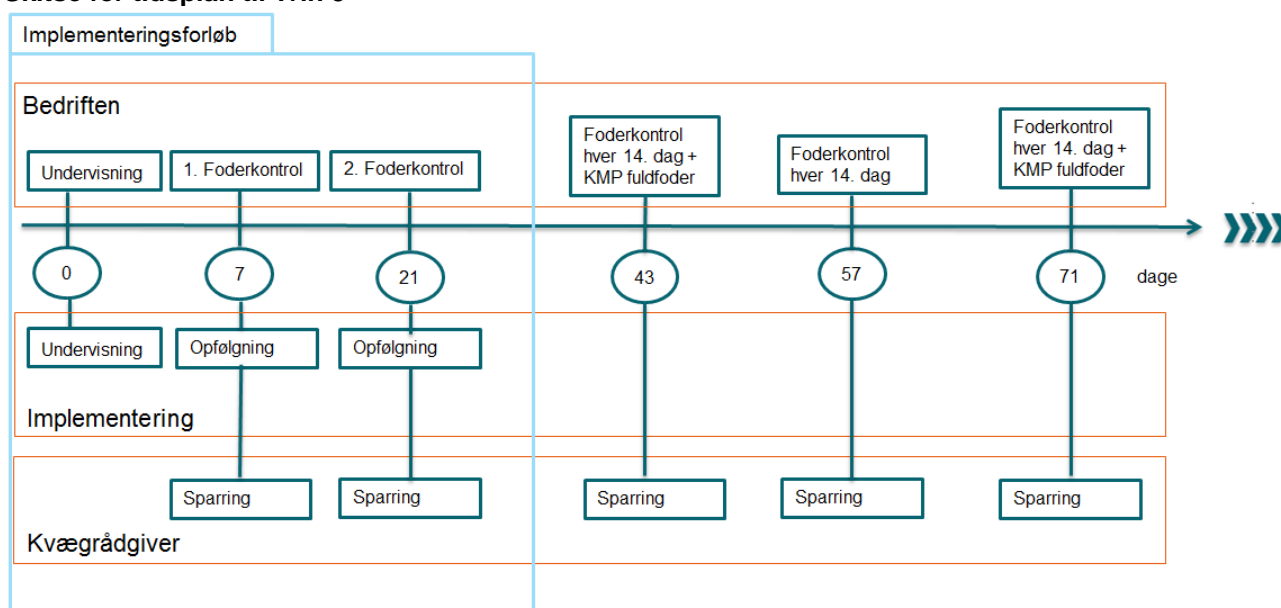 Implementeringsforløb
Bedriften
Undervisning
1. Foderkontrol
2. Foderkontrol
Foderkontrol
hver 14. dag +
KMP fuldfoder
Foderkontrol
hver 14. dag
Foderkontrol
hver 14. dag +
KMP fuldfoder
0
7
21
43
57
71
dage
Undervisning
Opfølgning
Opfølgning
Implementering
Sparring
Sparring
Sparring
Sparring
Sparring
Kvægrådgiver